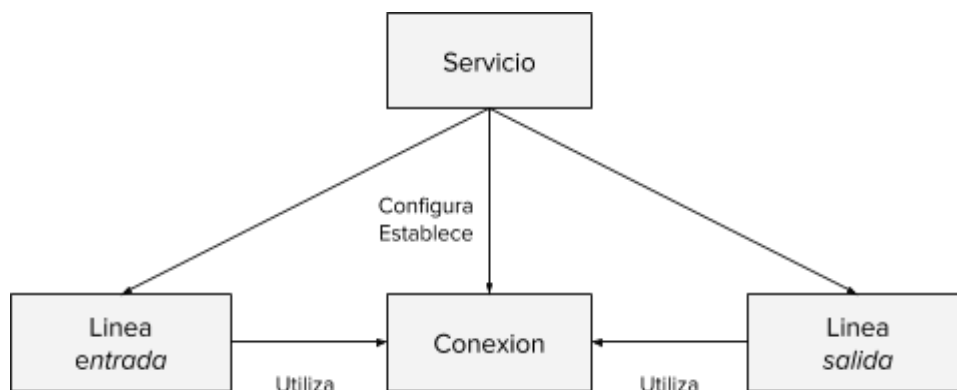 Servicio
Configura
Establece
Linea
entrada
Conexion
Linea
salida
Utiliza
Utiliza